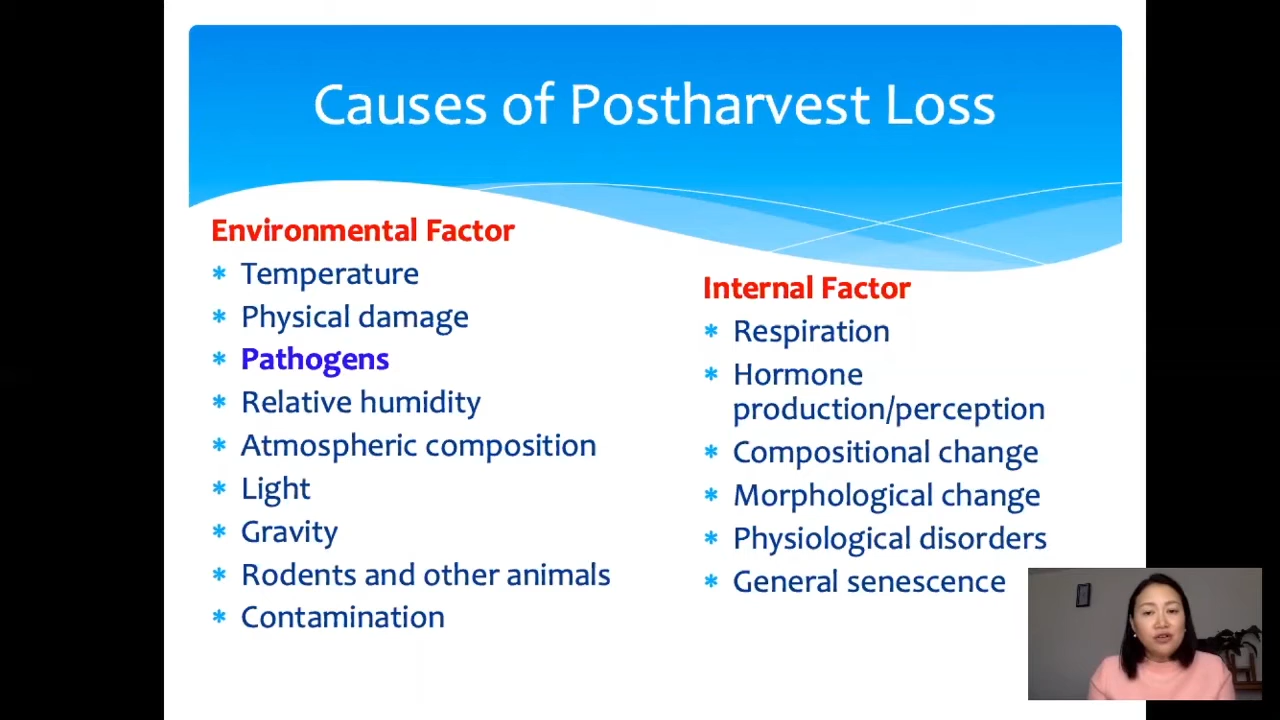 Causes of Postharvest Loss
Environmental Factor
* Temperature
* Physical damage
* Pathogens
* Relative humidity
* Atmospheric composition
* Light
* Gravity
* Rodents and other animals
* Contamination
Internal Factor
* Respiration
* Hormone
production/perception
* Compositional change
* Morphological change
* Physiological disorders
* General senescence